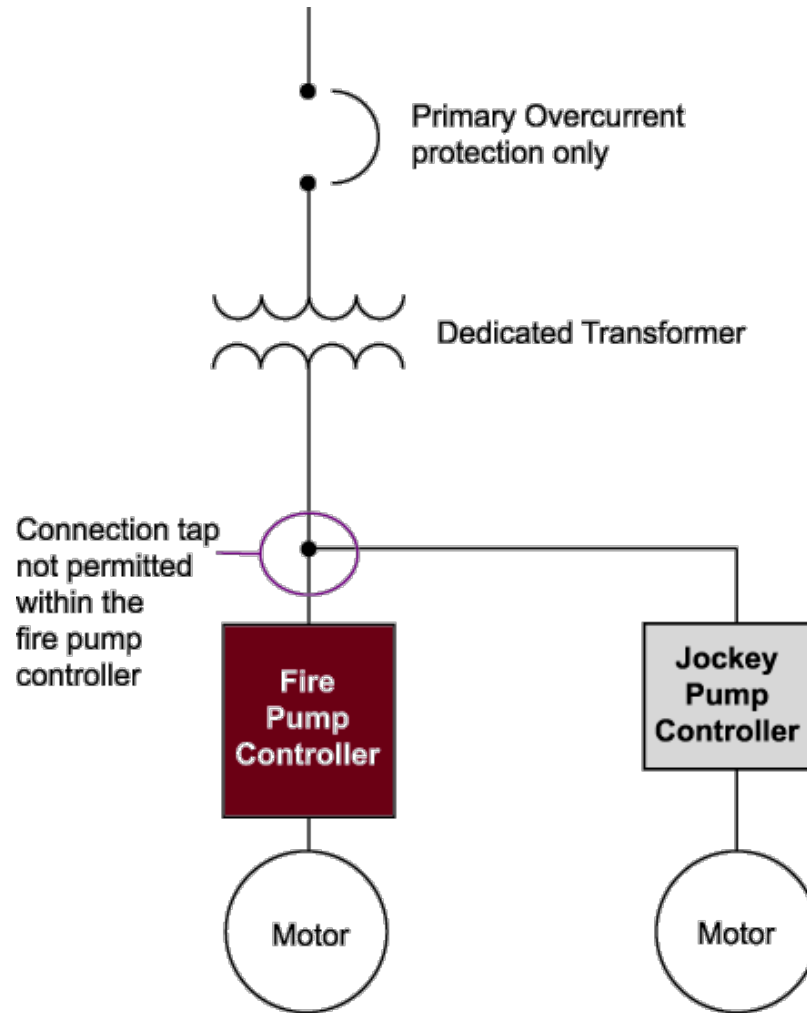 Primary Overcurrent
protection only
Dedicated Transformer
Connection tap
not permitted
within the
fire pump
controller
Fire
Pump
Controller
Jockey
Pump
Controller
Motor
Motor